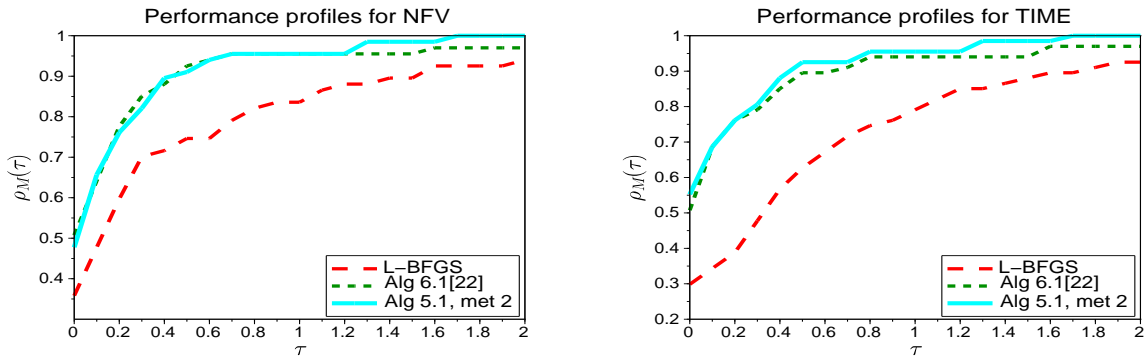 Performance profiles for NFV
1
0.9
0.8
0.7
0.6
0.5
0.4
ρ_M(τ)
0 0.2 0.4 0.6 0.8 1 1.2 1.4 1.6 1.8 2
τ
L−BFGS
Alg 6.1[22]
Alg 5.1, met 2
Performance profiles for TIME
1
0.9
0.8
0.7
0.6
0.5
0.4
0.3
0.2
ρ_M(τ)
0 0.2 0.4 0.6 0.8 1 1.2 1.4 1.6 1.8 2
τ
L−BFGS
Alg 6.1[22]
Alg 5.1, met 2